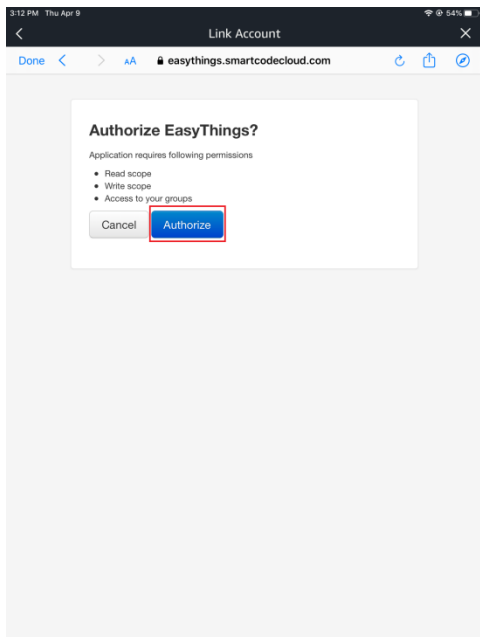 3:12 PM Thu Apr 9
54%
Link Account
Done
AA easythings.smartcodecloud.com
Authorize EasyThings?
Application requires following permissions
Read scope
Write scope
Access to your groups
Cancel Authorize